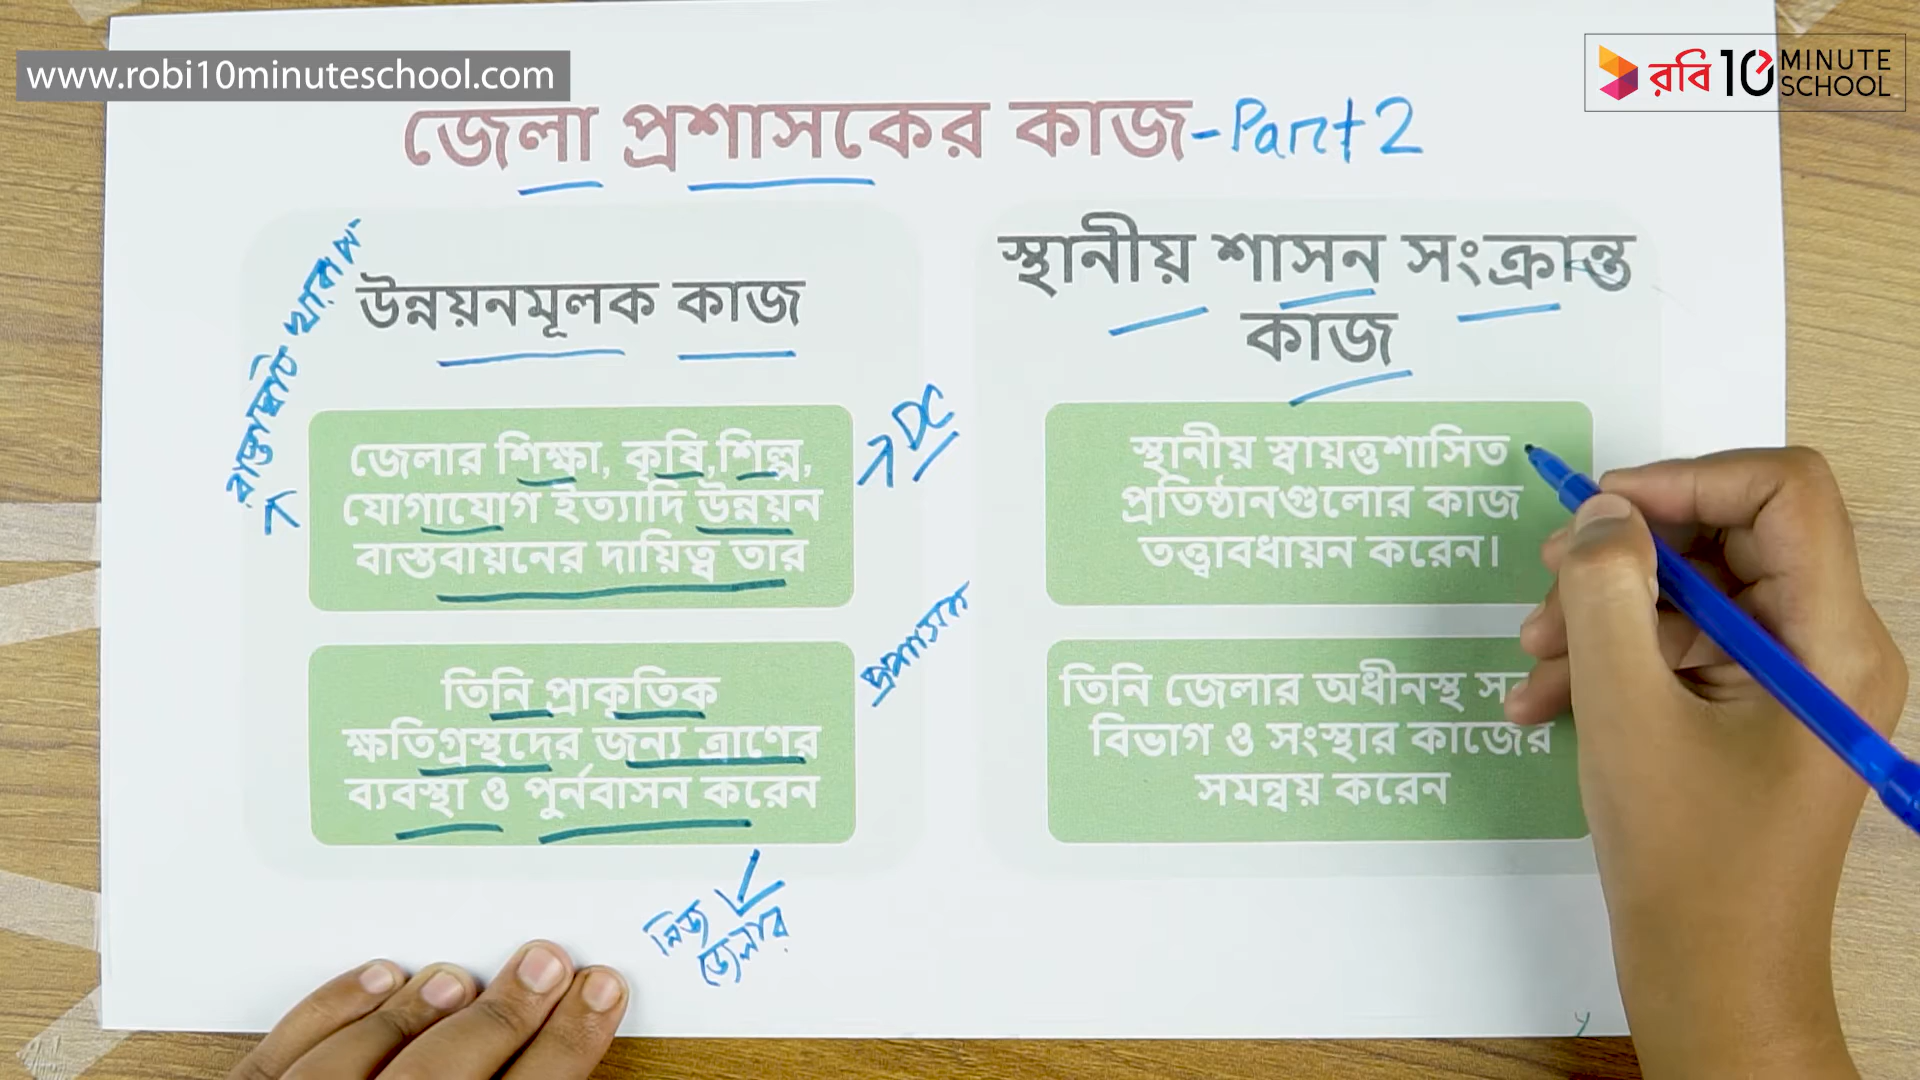 www.robi10minuteschool.com
রবি 10 MINUTE SCHOOL
জেলা প্রশাসকের কাজ - Part 2
উন্নয়নমূলক কাজ
জেলার শিক্ষা, কৃষি,শিল্প,
যোগাযোগ ইত্যাদি উন্নয়ন
বাস্তবায়নের দায়িত্ব তার
তিনি প্রাকৃতিক
ক্ষতিগ্রস্থদের জন্য ত্রাণের
ব্যবস্থা ও পুর্নবাসন করেন
রাস্তাঘাট খারাপ
DC
প্রশাসক
নিজ
জেলার
স্থানীয় শাসন সংক্রান্ত
কাজ
স্থানীয় স্বায়ত্তশাসিত
প্রতিষ্ঠানগুলোর কাজ
তত্ত্বাবধায়ন করেন।
তিনি জেলার অধীনস্থ
বিভাগ ও সংস্থার কাজের
সমন্বয় করেন